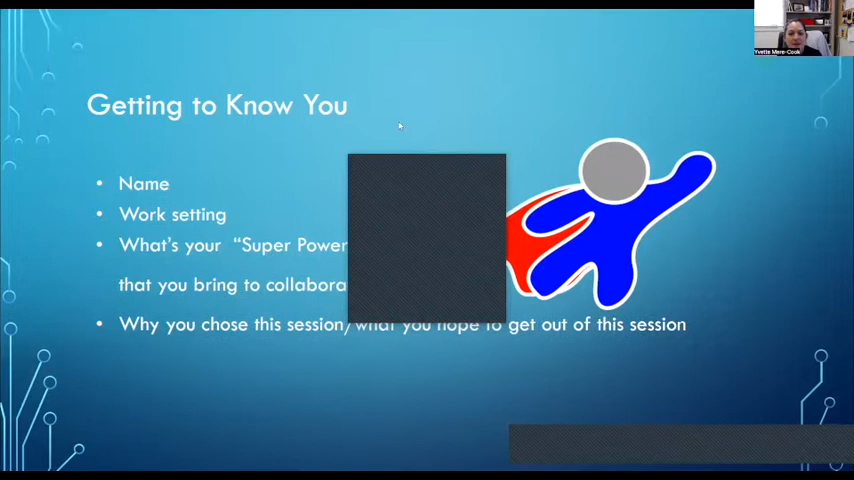 Yvette Mere-Cook
Getting to Know You
• Name
• Work setting
• What's your “Super Power
that you bring to collabora
• Why you chose this session/what you hope to get out of this session